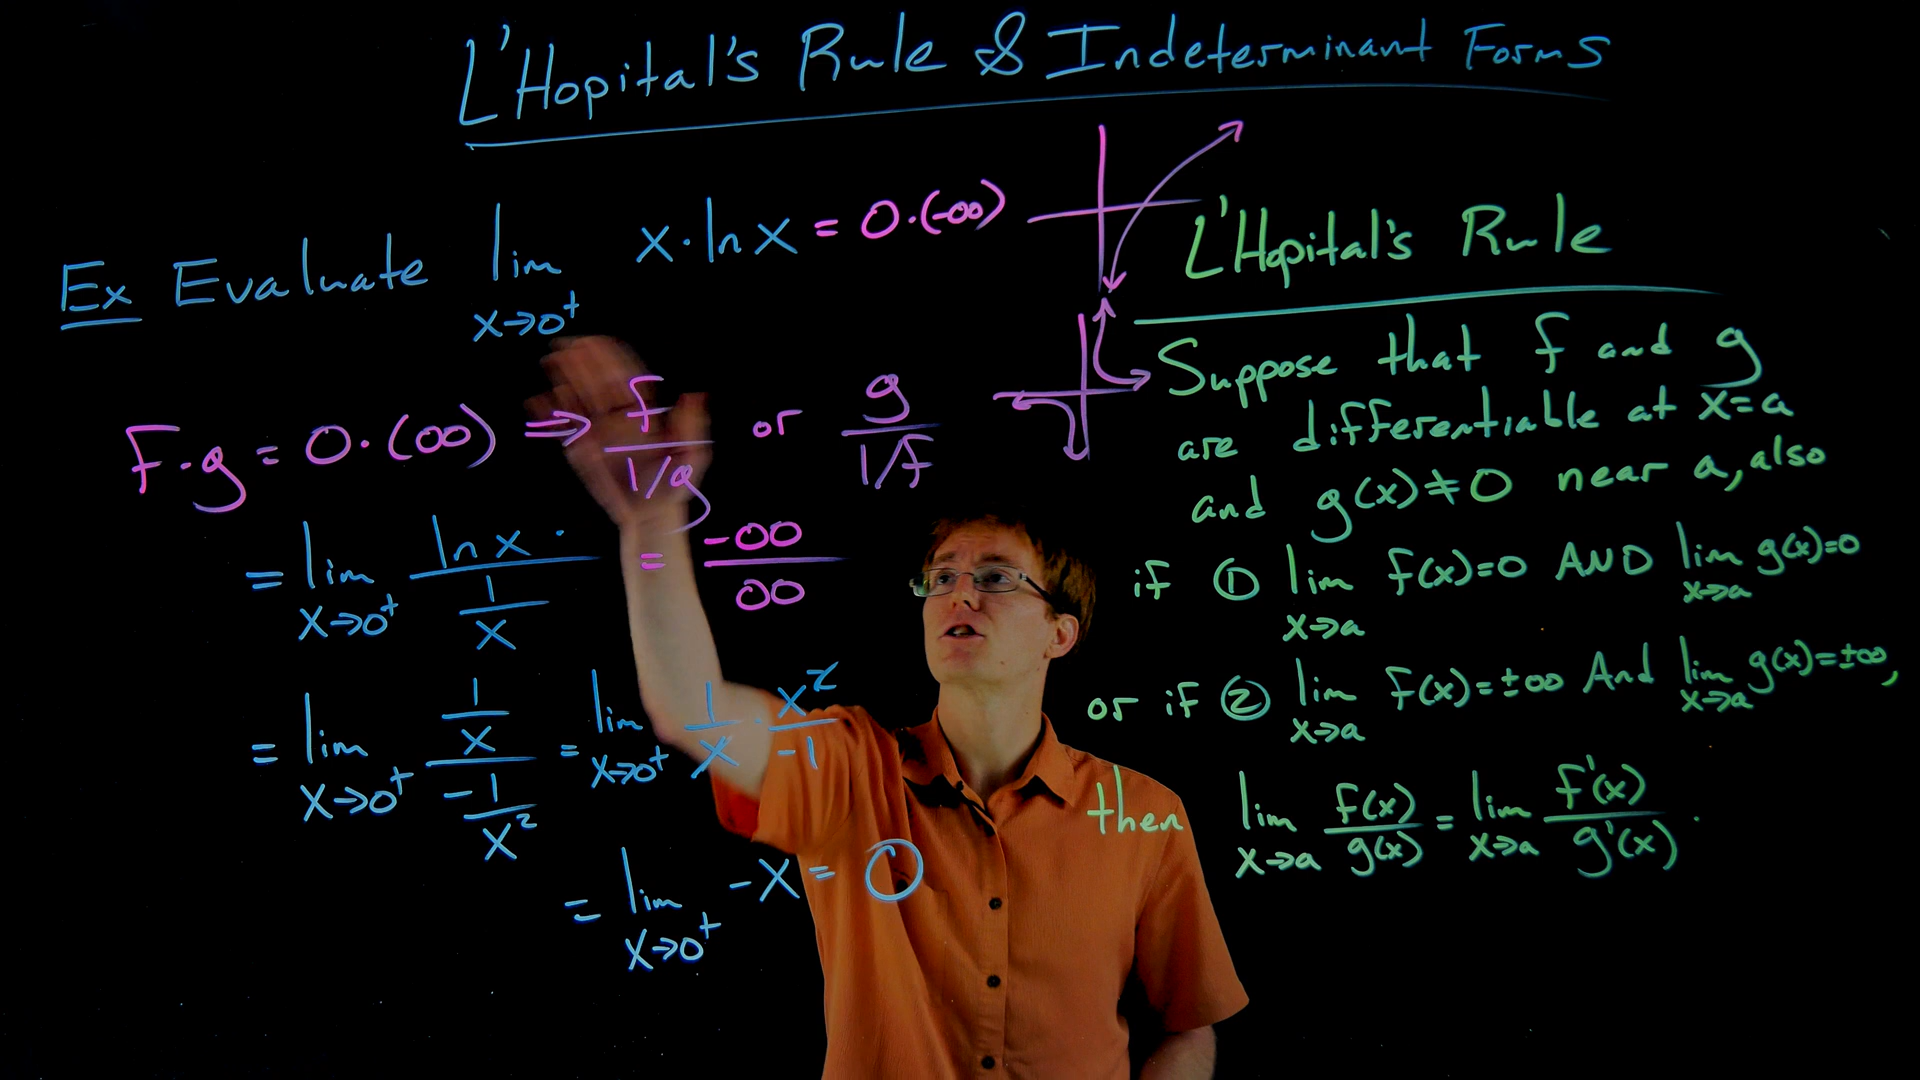 L'Hopital's Rule & Indeterminant Forms
Ex Evaluate lim x→0⁺ x·ln x = 0·(-∞)
F·g = 0·(∞) ⇒ f/(1/g) or g/(1/f)
= lim x→0⁺ ln x / (1/x) = -∞/∞
= lim x→0⁺ (1/x)/(-1/x²) = lim x→0⁺ 1/x · x²/-1
= lim x→0⁺ -x = 0
L'Hopital's Rule
Suppose that f and g
are differentiable at x=a
and g(x)≠0 near a, also
if ① lim x→a f(x)=0 AND lim x→a g(x)=0
or if ② lim x→a f(x)=±∞ And lim x→a g(x)=±∞,
then lim x→a f(x)/g(x) = lim x→a f'(x)/g'(x).